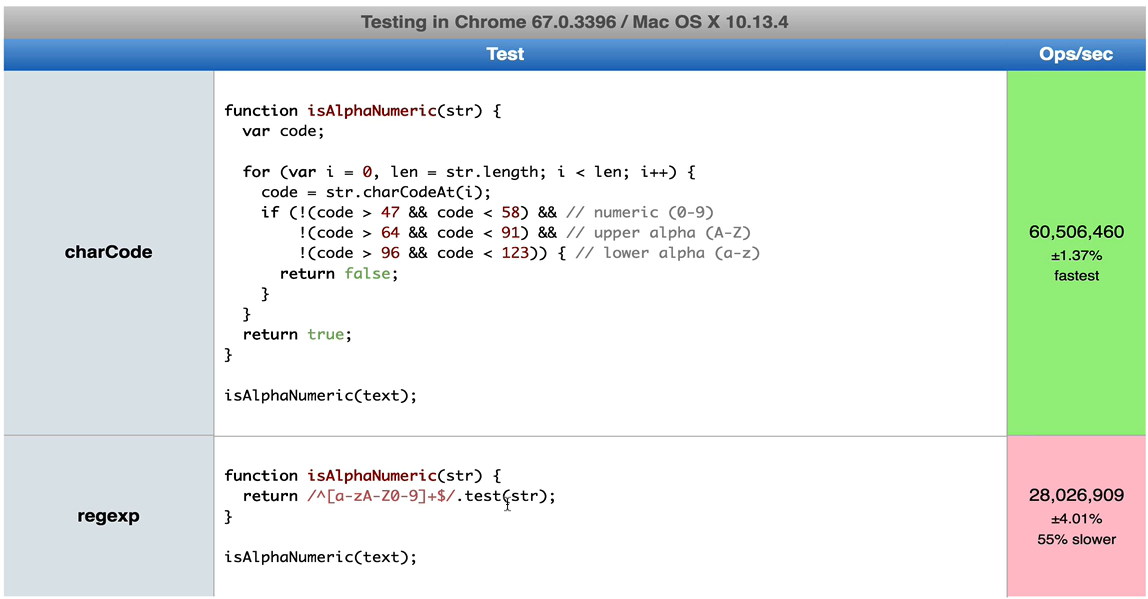 Testing in Chrome 67.0.3396 / Mac OS X 10.13.4
Test
Ops/sec
charCode
function isAlphaNumeric(str) {
  var code;

  for (var i = 0, len = str.length; i < len; i++) {
    code = str.charCodeAt(i);
    if (!(code > 47 && code < 58) && // numeric (0-9)
        !(code > 64 && code < 91) && // upper alpha (A-Z)
        !(code > 96 && code < 123)) { // lower alpha (a-z)
      return false;
    }
  }
  return true;
}

isAlphaNumeric(text);
60,506,460
±1.37%
fastest
regexp
function isAlphaNumeric(str) {
  return /^[a-zA-Z0-9]+$/.test(str);
}

isAlphaNumeric(text);
28,026,909
±4.01%
55% slower